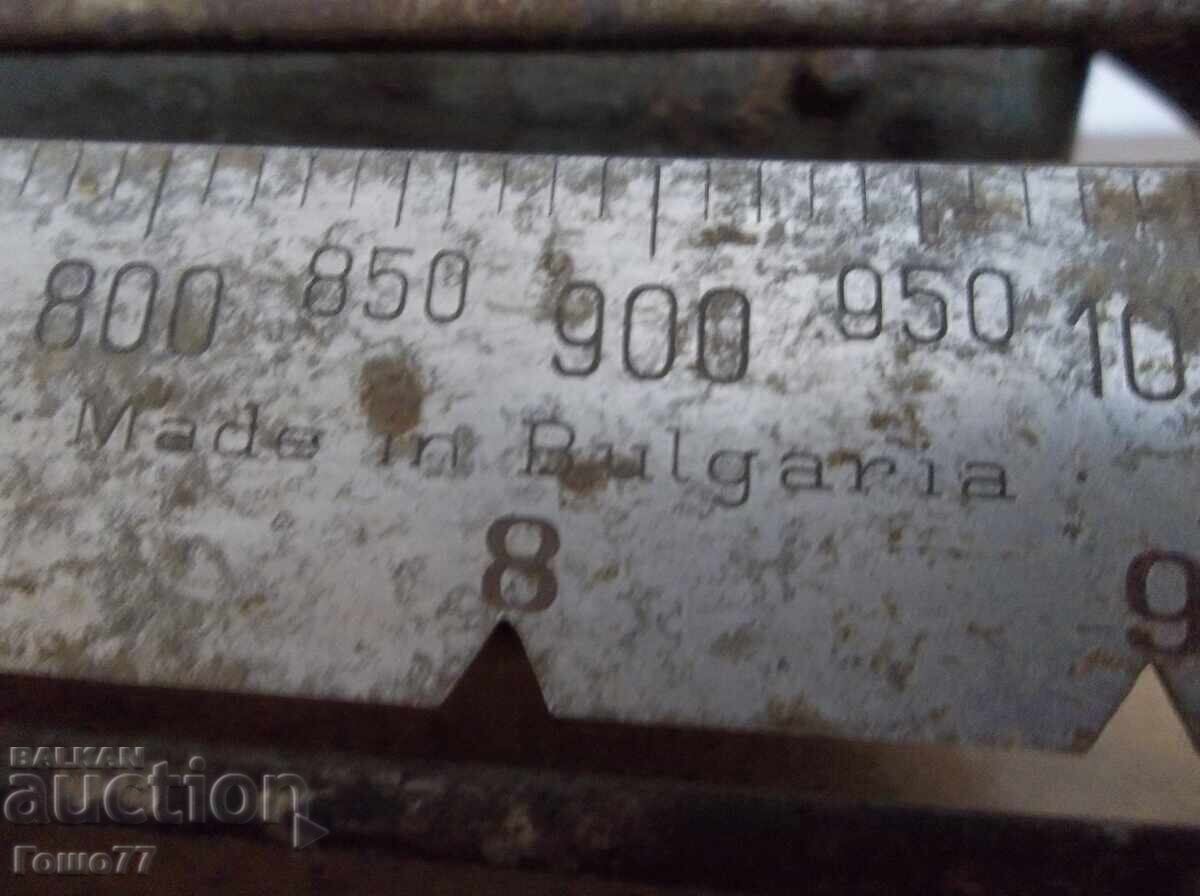 800 850 900 950 10
Made in Bulgaria
8 9
BALKAN
auction
Гошо77